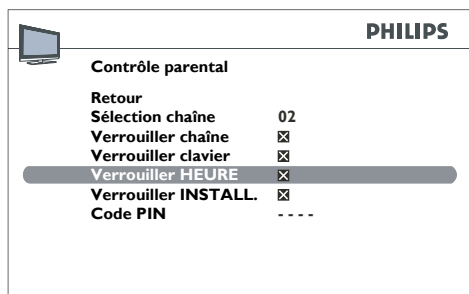 PHILIPS
Contrôle parental
Retour
Sélection chaîne 02
Verrouiller chaîne ☒
Verrouiller clavier ☒
Verrouiller HEURE ☒
Verrouiller INSTALL. ☒
Code PIN - - - -